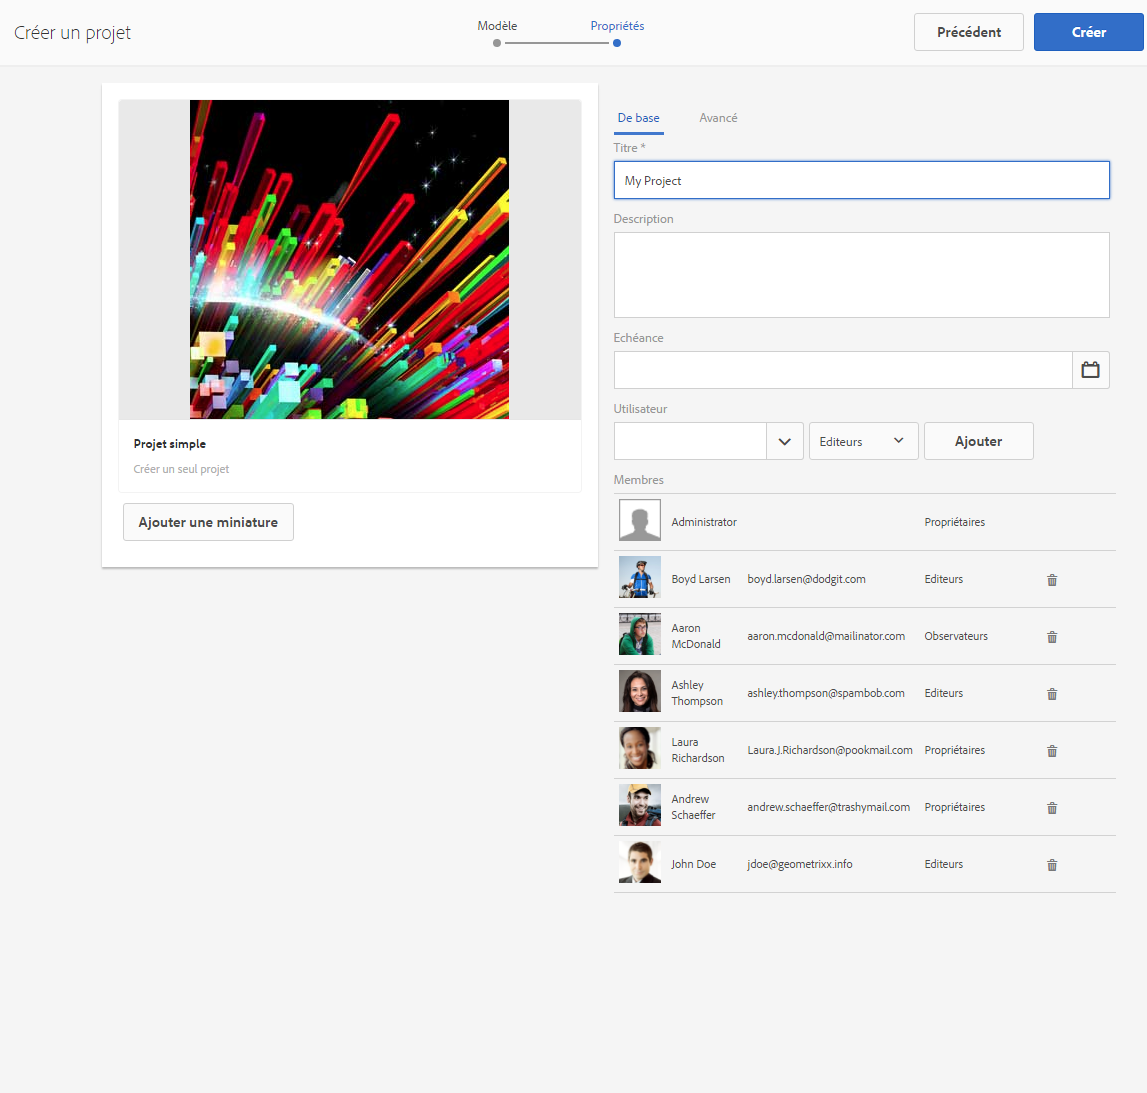 Créer un projet
Modèle
Propriétés
Précédent
Créer
Projet simple
Créer un seul projet
Ajouter une miniature
De base
Avancé
Titre *
My Project
Description
Echéance
Utilisateur
Editeurs
Ajouter
Membres
Administrator
Propriétaires
Boyd Larsen
boyd.larsen@dodgit.com
Editeurs
Aaron
McDonald
aaron.mcdonald@mailinator.com
Observateurs
Ashley
Thompson
ashley.thompson@spambob.com
Editeurs
Laura
Richardson
Laura.J.Richardson@pookmail.com
Propriétaires
Andrew
Schaeffer
andrew.schaeffer@trashymail.com
Propriétaires
John Doe
jdoe@geometrixx.info
Editeurs